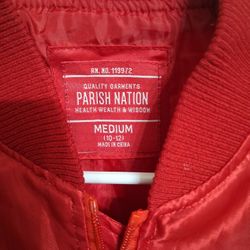 RN. NO. 119972
QUALITY GARMENTS
PARISH NATION
HEALTH WEALTH & WISDOM
MEDIUM
(10-12)
MADE IN CHINA